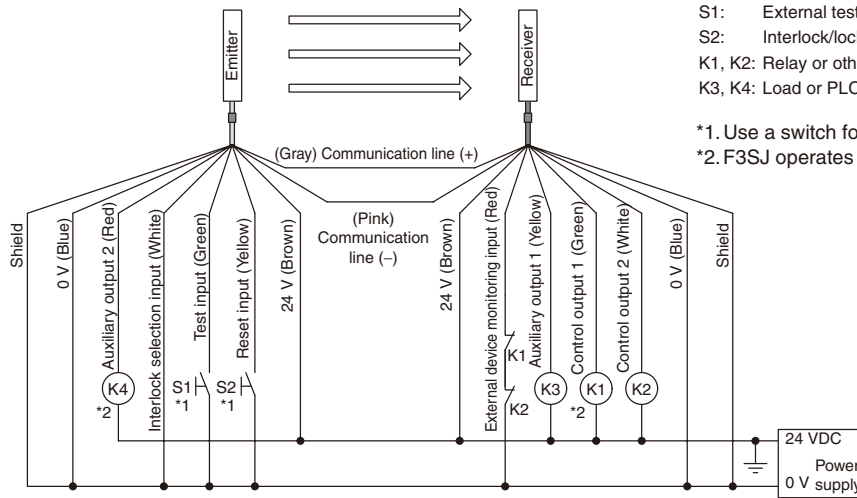 Emitter
Receiver
S1: External test
S2:
K1, K2: Relay or
K3, K4: Load or PLC
*1. Use a switch
*2. F3SJ operates
(Gray) Communication line (+)
(Pink)
Communication
line (–)
Shield
0 V (Blue)
Auxiliary output 2 (Red)
Interlock selection input (White)
Test input (Green)
Reset input (Yellow)
24 V (Brown)
24 V (Brown)
External device monitoring input (Red)
Auxiliary output 1 (Yellow)
Control output 1 (Green)
Control output 2 (White)
0 V (Blue)
Shield
K4
*2
S1
*1
S2
*1
K1
K2
K3
K1
*2
K2
24 VDC
Power
0 V supply